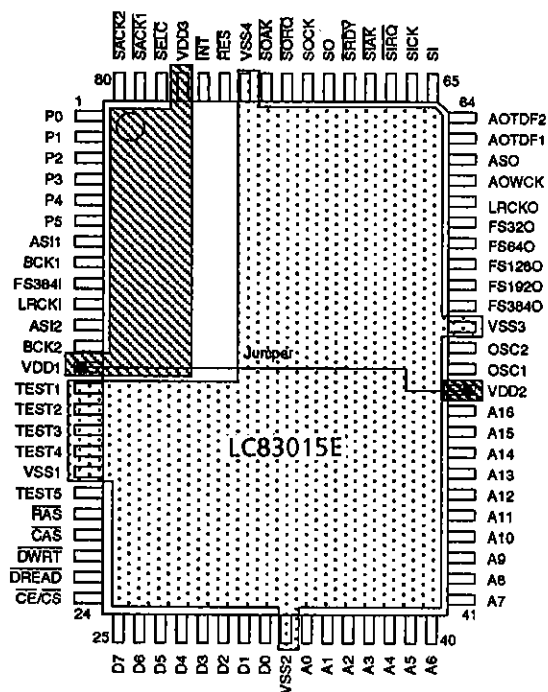 SACK2 SACK1 SELC VDD3 INT RES VSS4 SOAK SORQ SOCK SO SRDY SIAK SIRQ SICK SI
80 65
1 64
P0 AOTDF2
P1 AOTDF1
P2 ASO
P3 AOWCK
P4 LRCKO
P5 FS32O
ASI1 FS64O
BCK1 FS128O
FS384I FS192O
LRCKI FS384O
ASI2 VSS3
BCK2 OSC2
Jumper
VDD1 OSC1
TEST1 VDD2
TEST2 A16
TEST3 A15
TEST4 A14
LC83015E
VSS1 A13
TEST5 A12
RAS A11
CAS A10
DWRT A9
DREAD A8
CE/CS A7
24 41
25 40
D7 D6 D5 D4 D3 D2 D1 D0 VSS2 A0 A1 A2 A3 A4 A5 A6